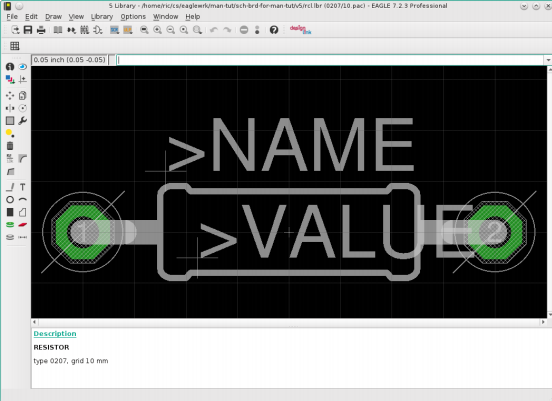 5 Library - /home/ric/cs/eaglewrk/man-tut/sch-brd-for-man-tut/v5/rcl.lbr (0207/10.pac) - EAGLE 7.2.3 Professional
File Edit Draw View Library Options Window Help
0.05 inch (0.05 -0.05)
>NAME
1 >VALUE 2
Description
RESISTOR
type 0207, grid 10 mm